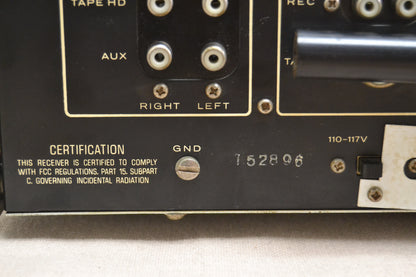 TAPE HD
REC
AUX
TA
RIGHT LEFT
CERTIFICATION
THIS RECEIVER IS CERTIFIED TO COMPLY
WITH FCC REGULATIONS, PART 15, SUBPART
C. GOVERNING INCIDENTAL RADIATION
GND
152896
110-117V